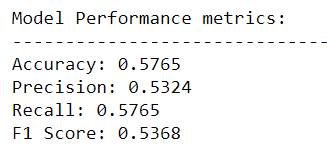 Model Performance metrics:
------------------------------
Accuracy: 0.5765
Precision: 0.5324
Recall: 0.5765
F1 Score: 0.5368